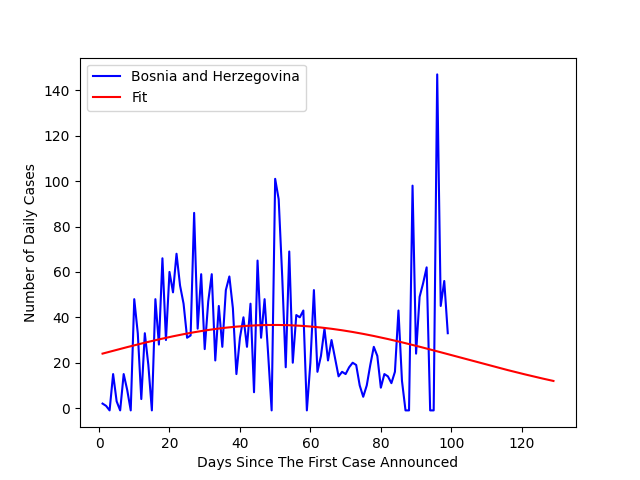 Bosnia and Herzegovina
Fit
Number of Daily Cases
140
120
100
80
60
40
20
0
0 20 40 60 80 100 120
Days Since The First Case Announced